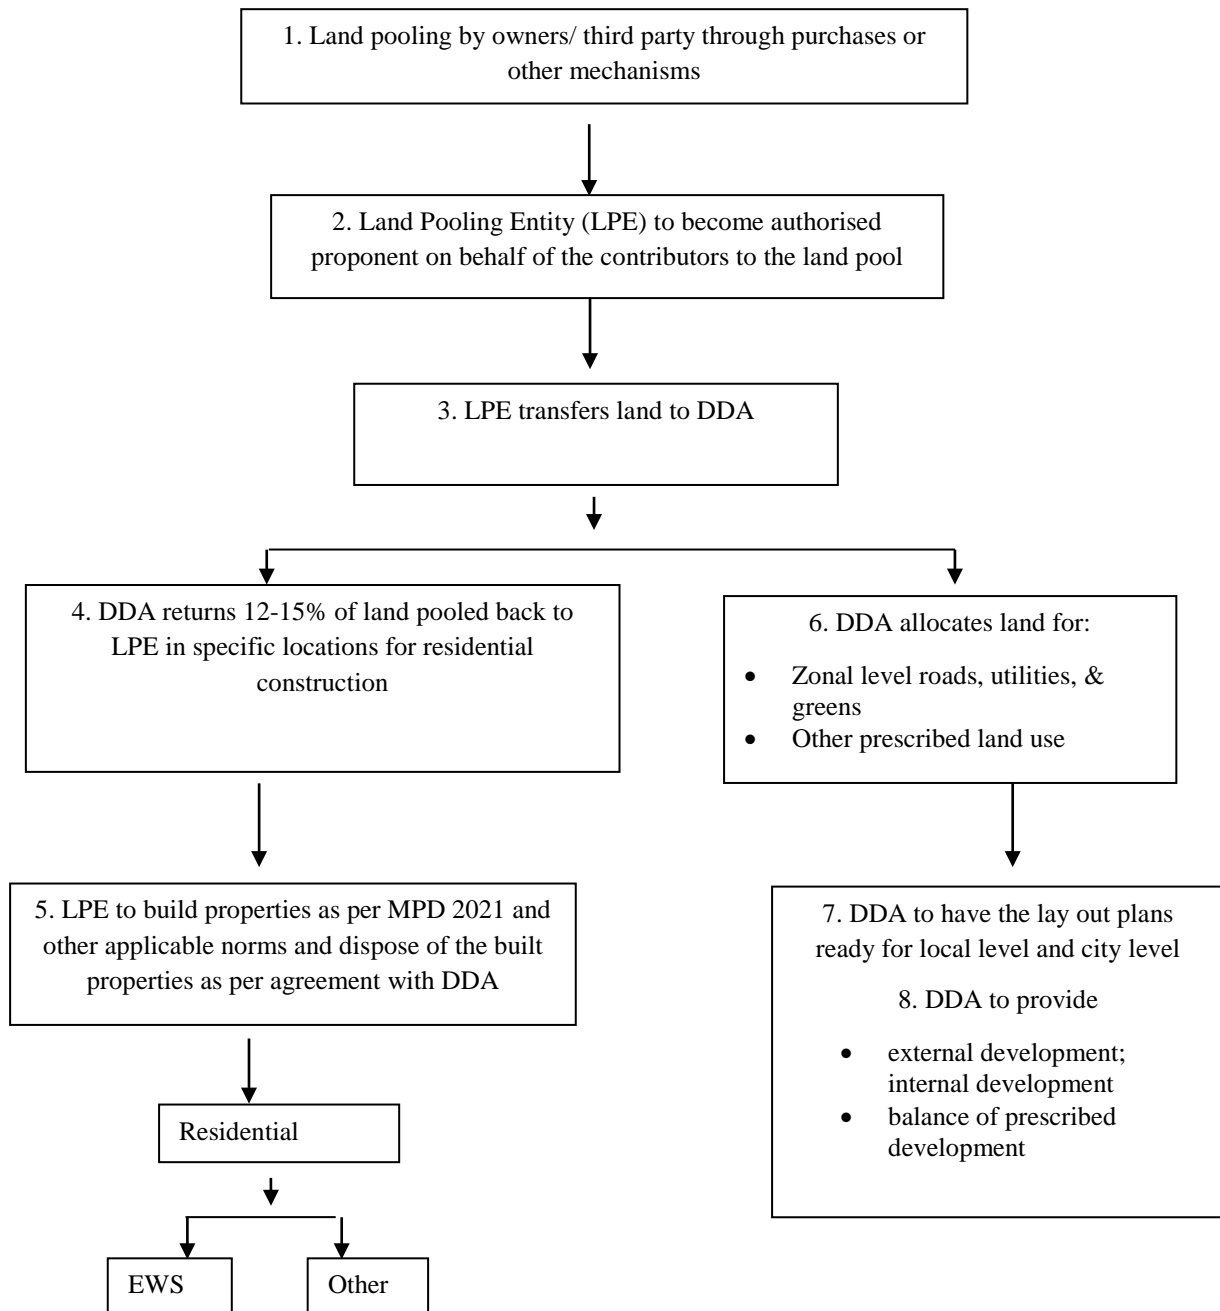 1. Land pooling by owners/ third party through purchases or
other mechanisms
2. Land Pooling Entity (LPE) to become authorised
proponent on behalf of the contributors to the land pool
3. LPE transfers land to DDA
4. DDA returns 12-15% of land pooled back to
LPE in specific locations for residential
construction
6. DDA allocates land for:
• Zonal level roads, utilities, &
greens
• Other prescribed land use
5. LPE to build properties as per MPD 2021 and
other applicable norms and dispose of the built
properties as per agreement with DDA
7. DDA to have the lay out plans
ready for local level and city level
8. DDA to provide
• external development;
internal development
• balance of prescribed
development
Residential
EWS
Other